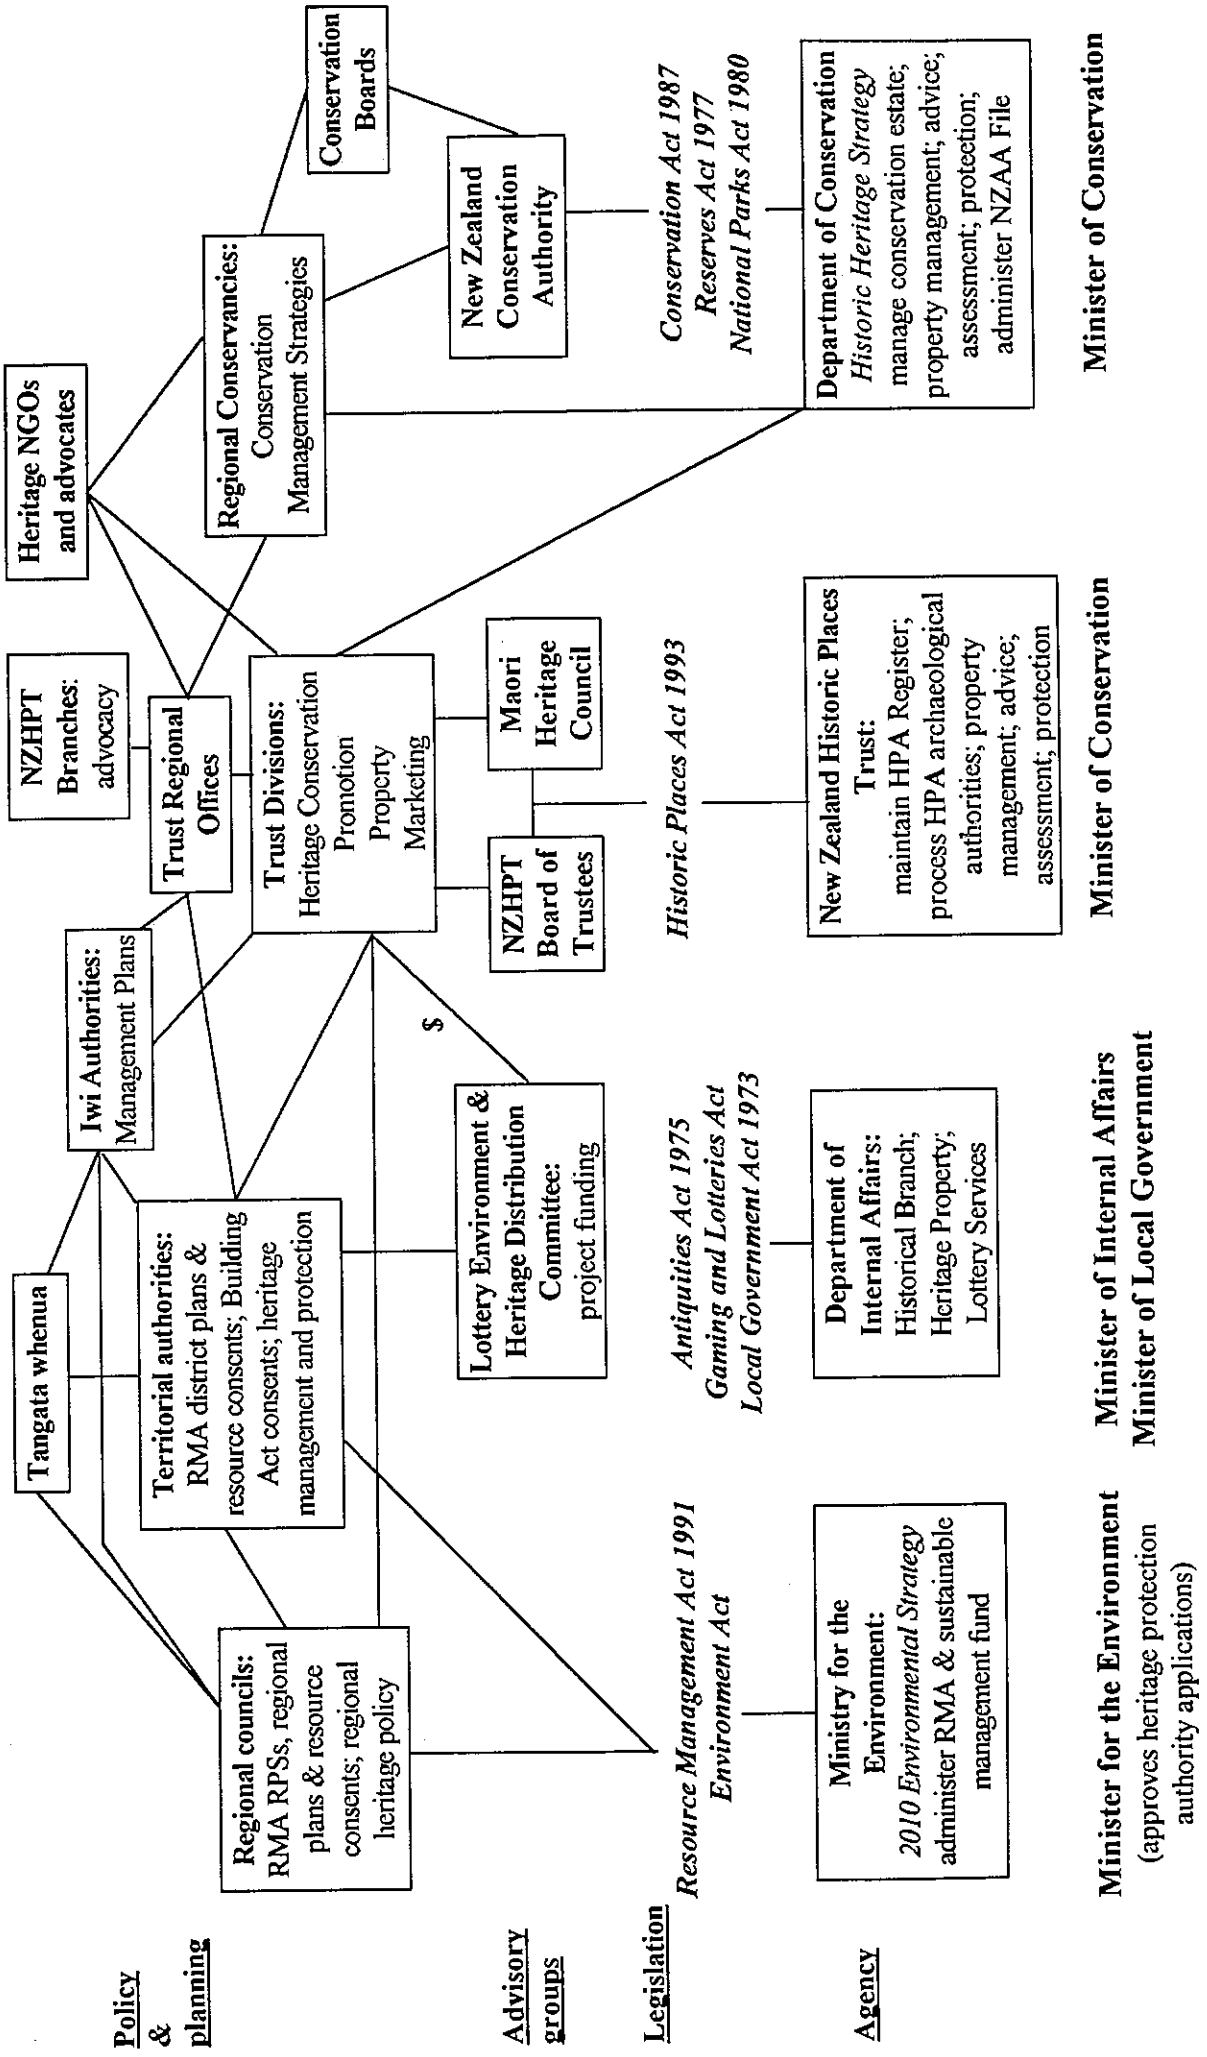 Policy
&
planning
Tangata whenua
Iwi Authorities:
Management Plans
NZHPT
Branches:
advocacy
Heritage NGOs
and advocates
Trust Regional
Offices
Regional councils:
RMA RPSs, regional
plans & resource
consents; regional
heritage policy
Territorial authorities:
RMA district plans &
resource consents; Building
Act consents; heritage
management and protection
Trust Divisions:
Heritage Conservation
Promotion
Property
Marketing
Regional Conservancies:
Conservation
Management Strategies
Conservation
Boards
Advisory
groups
$
Lottery Environment &
Heritage Distribution
Committee:
project funding
NZHPT
Board of
Trustees
Maori
Heritage
Council
New Zealand
Conservation
Authority
Legislation
Resource Management Act 1991
Environment Act
Antiquities Act 1975
Gaming and Lotteries Act
Local Government Act 1973
Historic Places Act 1993
Conservation Act 1987
Reserves Act 1977
National Parks Act 1980
Agency
Ministry for the
Environment:
2010 Environmental Strategy
administer RMA & sustainable
management fund
Department of
Internal Affairs:
Historical Branch;
Heritage Property;
Lottery Services
New Zealand Historic Places
Trust:
maintain HPA Register;
process HPA archaeological
authorities; property
management; advice;
assessment; protection
Department of Conservation
Historic Heritage Strategy
manage conservation estate;
property management; advice;
assessment; protection;
administer NZAA File
Minister for the Environment
(approves heritage protection
authority applications)
Minister of Internal Affairs
Minister of Local Government
Minister of Conservation
Minister of Conservation